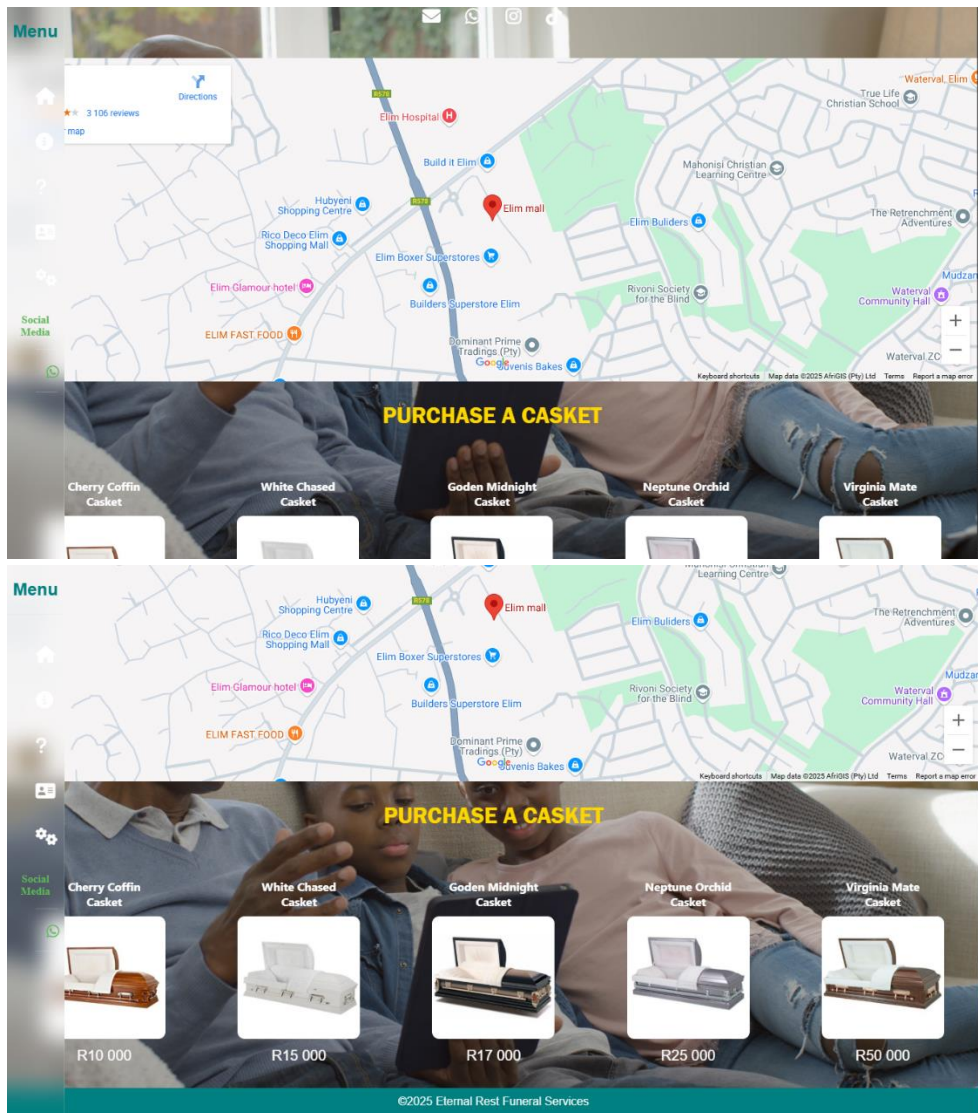 Menu
Directions
3 106 reviews
map
Social
Media
R578
Elim Hospital
Build it Elim
Hubyeni
Shopping Centre
R578
Elim mall
Rico Deco Elim
Shopping Mall
Elim Boxer Superstores
Elim Glamour hotel
Builders Superstore Elim
ELIM FAST FOOD
Dominant Prime
Tradings (Pty)
Google
uvenis Bakes
Waterval, Elim
True Life
Christian School
Mahonisi Christian
Learning Centre
Elim Buliders
The Retrenchment
Adventures
Mudzan
Rivoni Society
for the Blind
Waterval
Community Hall
Waterval ZC
Keyboard shortcuts Map data ©2025 AfriGIS (Pty) Ltd Terms Report a map error
PURCHASE A CASKET
Cherry Coffin
Casket
White Chased
Casket
Goden Midnight
Casket
Neptune Orchid
Casket
Virginia Mate
Casket
Menu
Social
Media
Learning Centre
Hubyeni
Shopping Centre
R578
Elim mall
Rico Deco Elim
Shopping Mall
Elim Boxer Superstores
Elim Glamour hotel
Builders Superstore Elim
ELIM FAST FOOD
Dominant Prime
Tradings (Pty)
Google
uvenis Bakes
Elim Buliders
The Retrenchment
Adventures
Mudzan
Rivoni Society
for the Blind
Waterval
Community Hall
Waterval ZC
Keyboard shortcuts Map data ©2025 AfriGIS (Pty) Ltd Terms Report a map error
PURCHASE A CASKET
Cherry Coffin
Casket
White Chased
Casket
Goden Midnight
Casket
Neptune Orchid
Casket
Virginia Mate
Casket
R10 000
R15 000
R17 000
R25 000
R50 000
©2025 Eternal Rest Funeral Services